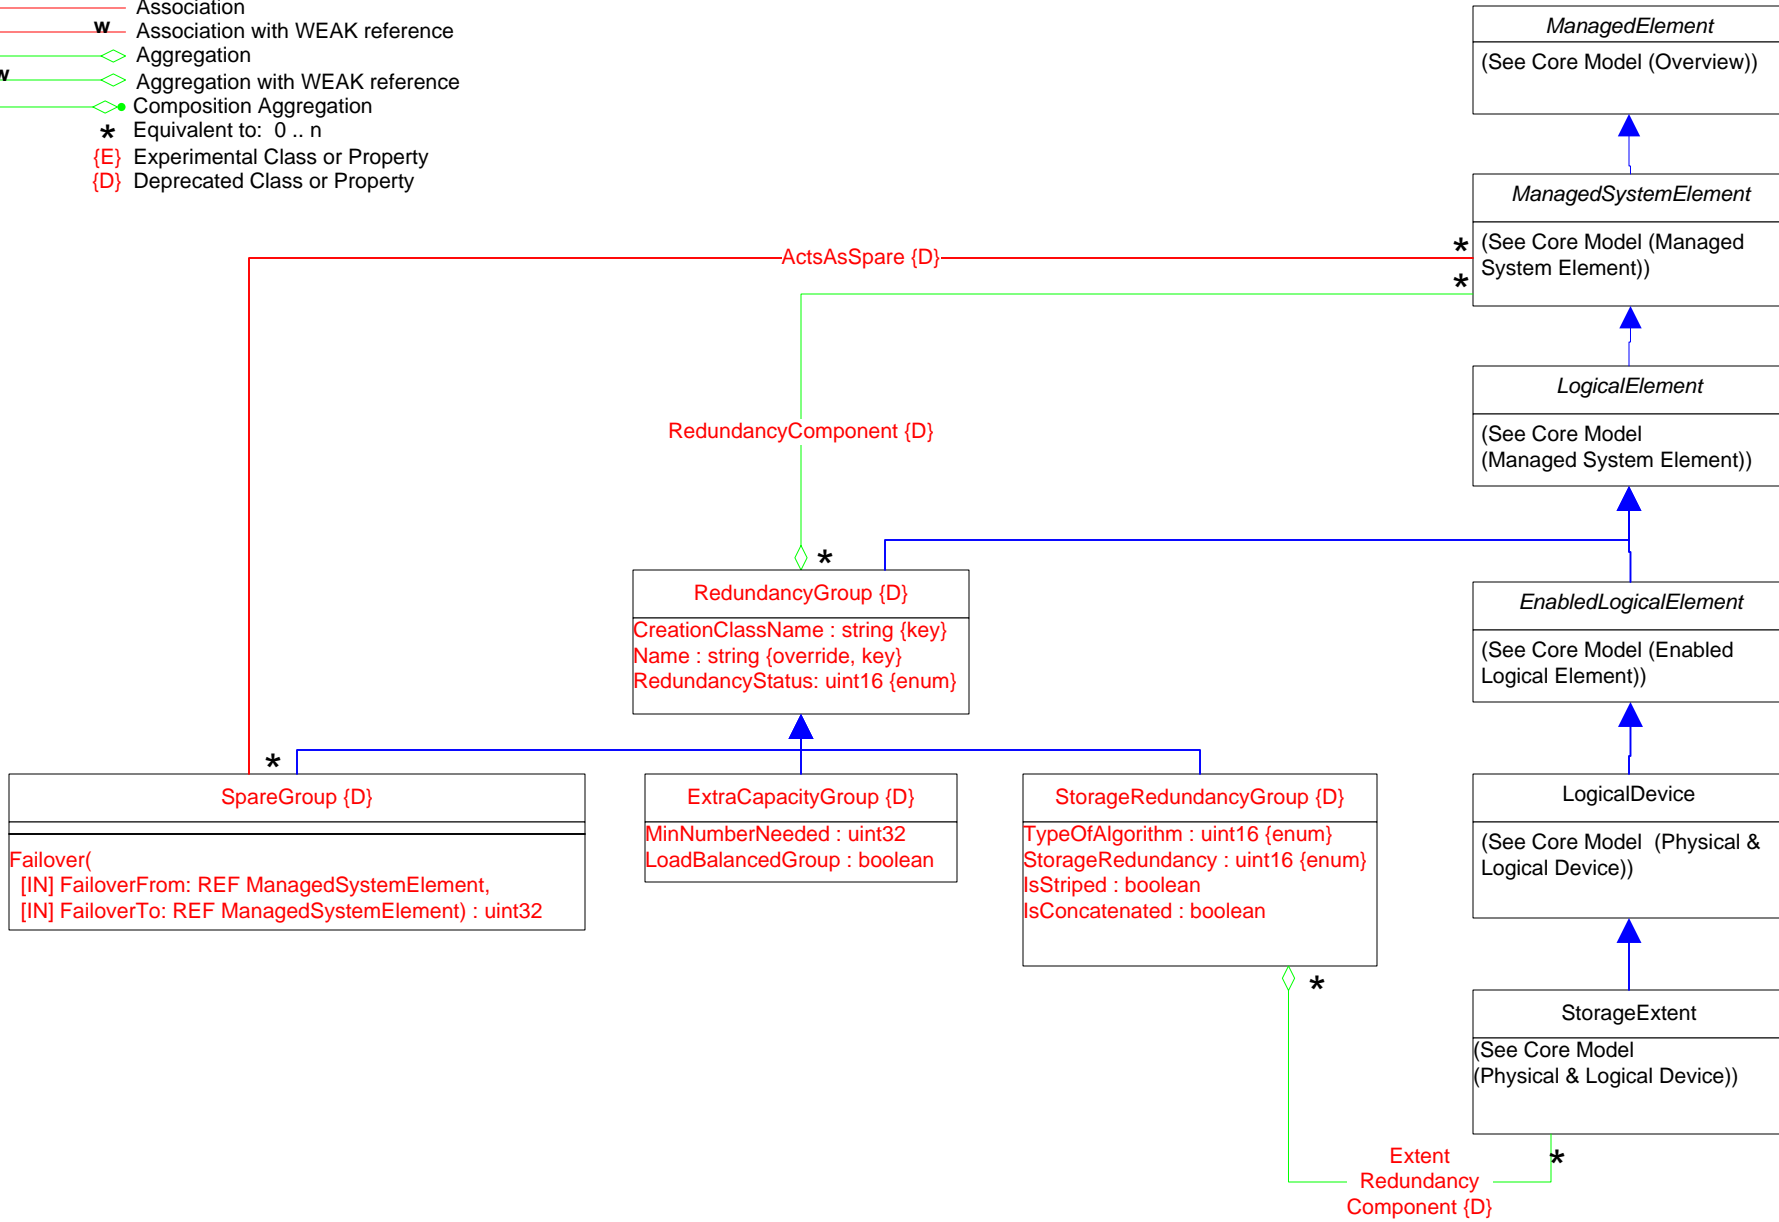 Association
w Association with WEAK reference
Aggregation
w Aggregation with WEAK reference
Composition Aggregation
* Equivalent to: 0 .. n
{E} Experimental Class or Property
{D} Deprecated Class or Property
ManagedElement
(See Core Model (Overview))
ManagedSystemElement
(See Core Model (Managed
System Element))
*
*
ActsAsSpare {D}
LogicalElement
(See Core Model
(Managed System Element))
RedundancyComponent {D}
*
RedundancyGroup {D}
CreationClassName : string {key}
Name : string {override, key}
RedundancyStatus: uint16 {enum}
EnabledLogicalElement
(See Core Model (Enabled
Logical Element))
*
SpareGroup {D}
Failover(
[IN] FailoverFrom: REF ManagedSystemElement,
[IN] FailoverTo: REF ManagedSystemElement) : uint32
ExtraCapacityGroup {D}
MinNumberNeeded : uint32
LoadBalancedGroup : boolean
StorageRedundancyGroup {D}
TypeOfAlgorithm : uint16 {enum}
StorageRedundancy : uint16 {enum}
IsStriped : boolean
IsConcatenated : boolean
*
LogicalDevice
(See Core Model (Physical &
Logical Device))
StorageExtent
(See Core Model
(Physical & Logical Device))
*
Extent
Redundancy
Component {D}